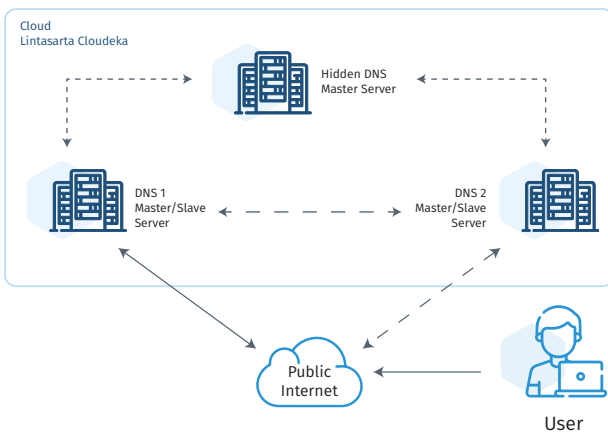 Cloud
Lintasarta Cloudeka
Hidden DNS
Master Server
DNS 1
Master/Slave
Server
DNS 2
Master/Slave
Server
Public
Internet
User